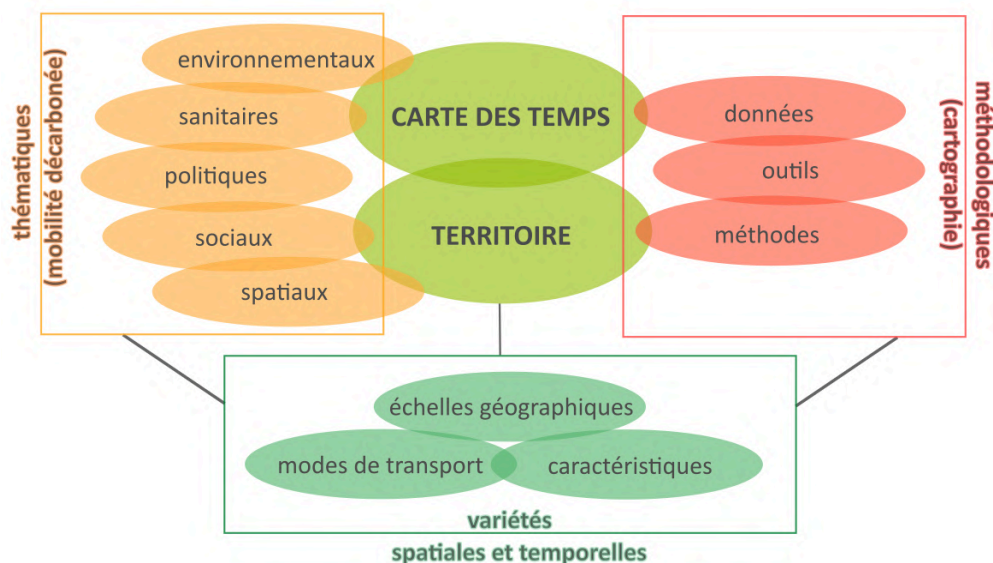 thématiques
(mobilité décarbonée)
environnementaux
sanitaires
politiques
sociaux
spatiaux
CARTE DES TEMPS
TERRITOIRE
données
outils
méthodes
méthodologiques
(cartographie)
échelles géographiques
modes de transport
caractéristiques
variétés
spatiales et temporelles